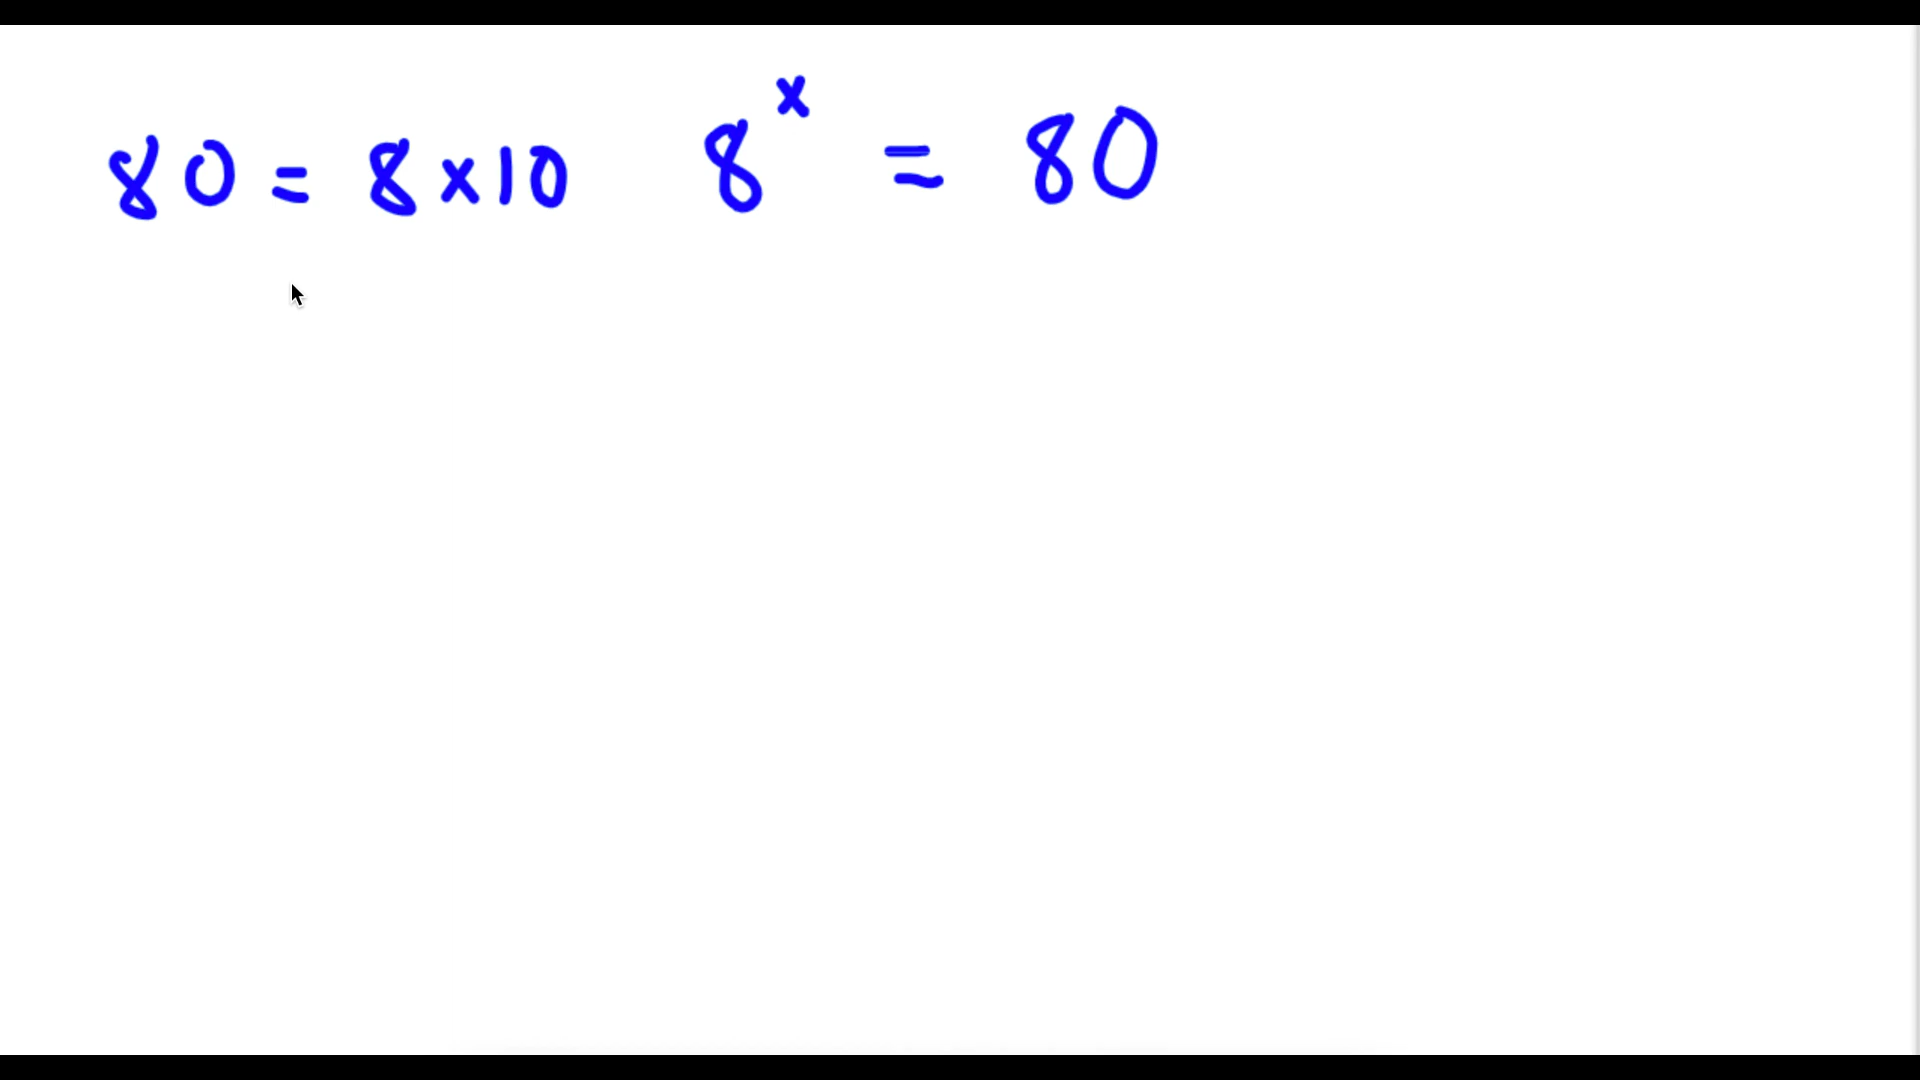 80 = 8 x 10 8^x = 80